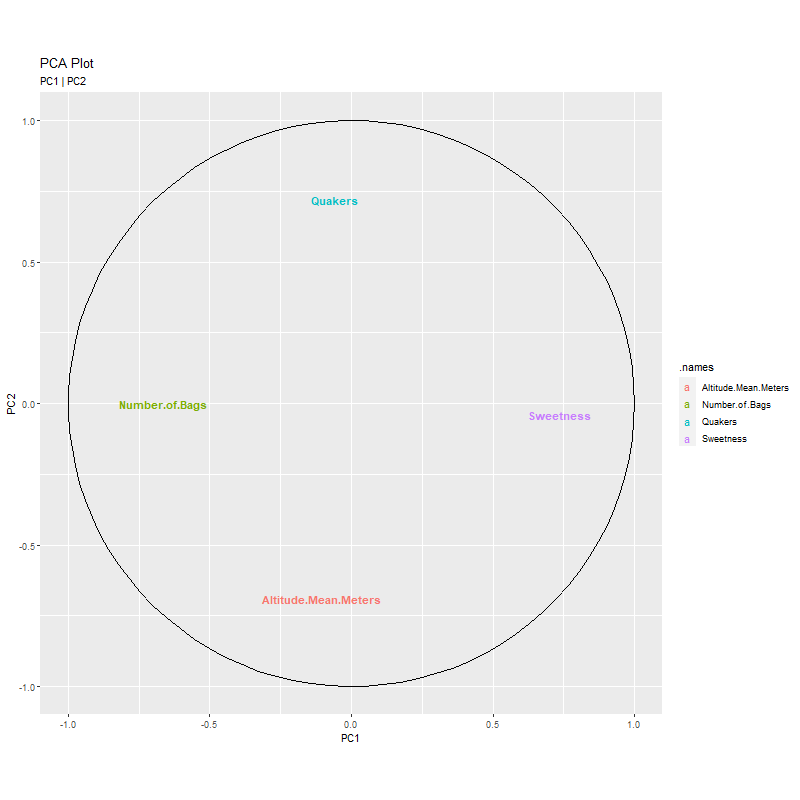 PCA Plot
PC1 | PC2
1.0
0.5
0.0
-0.5
-1.0
PC2
Quakers
Number.of.Bags
Sweetness
Altitude.Mean.Meters
-1.0 -0.5 0.0 0.5 1.0
PC1
.names
a Altitude.Mean.Meters
a Number.of.Bags
a Quakers
a Sweetness